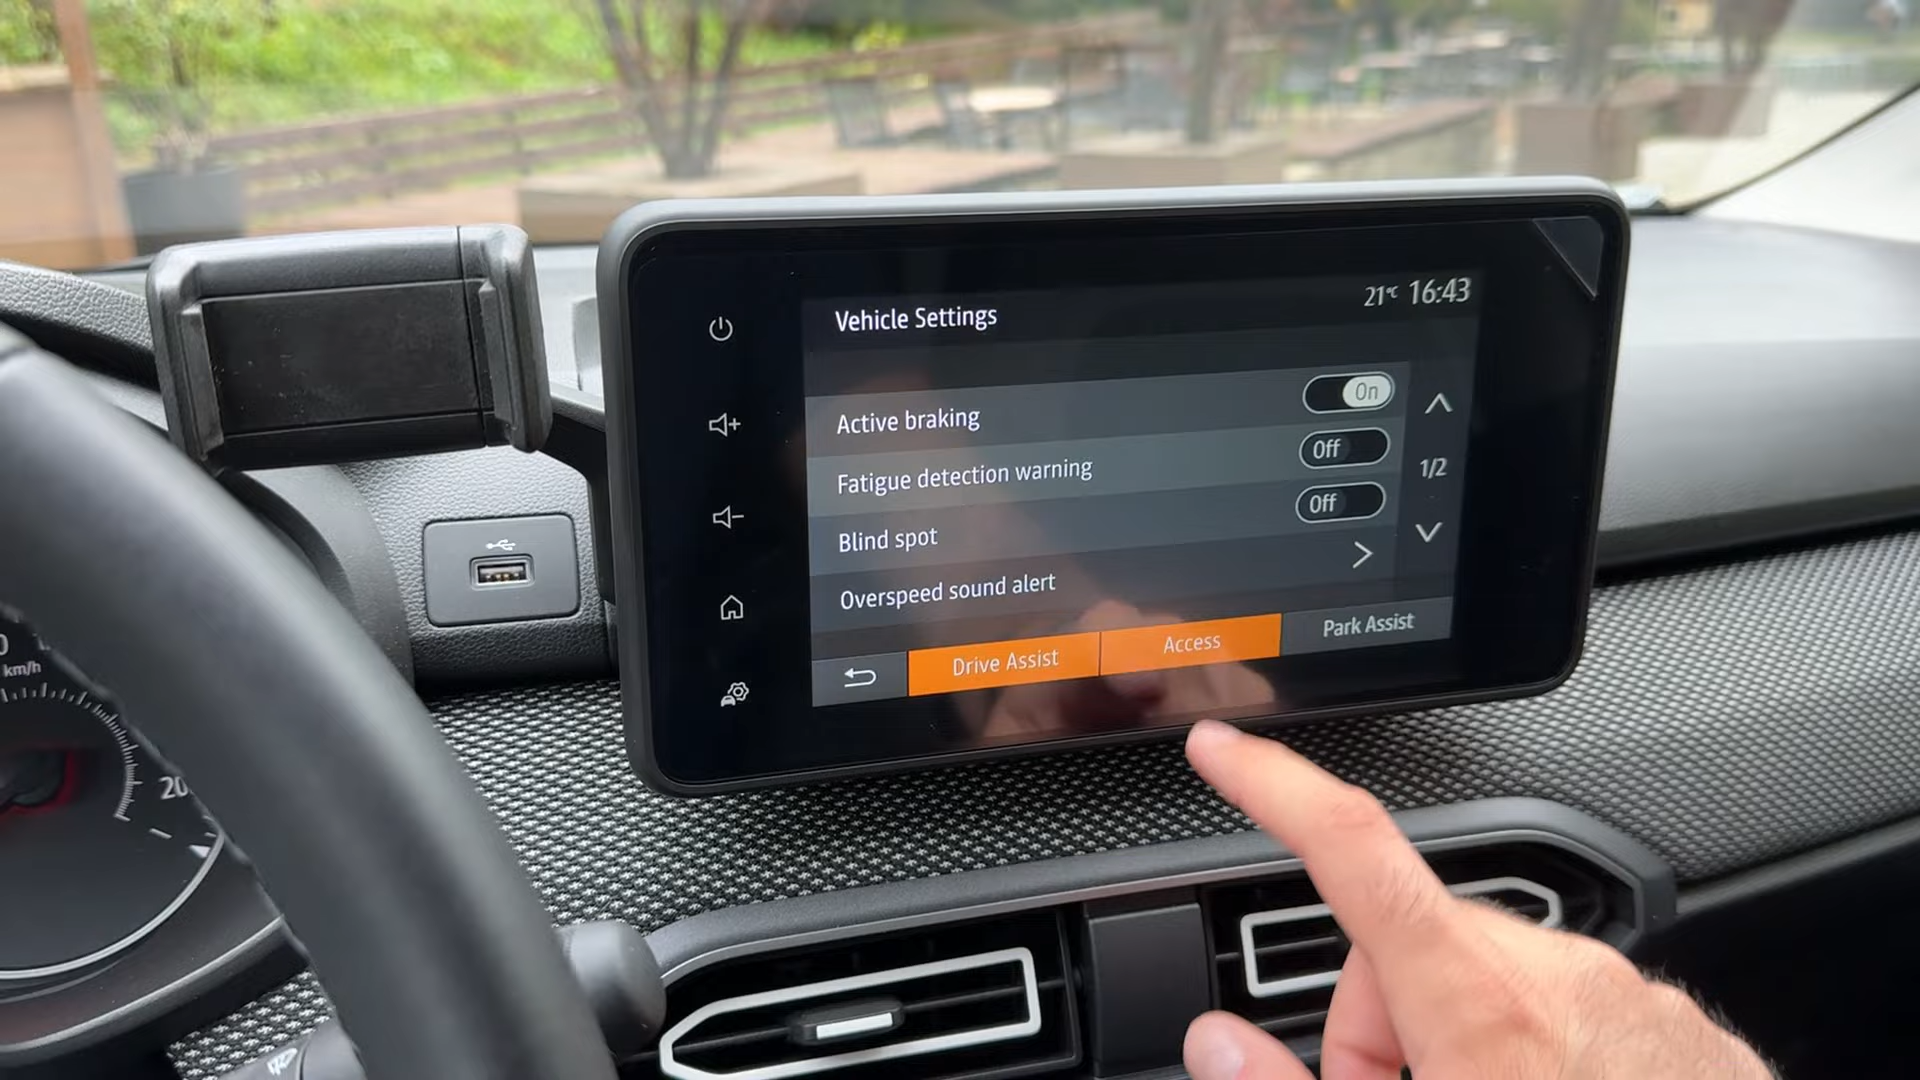 21°C 16:43
Vehicle Settings
Active braking On
Fatigue detection warning Off
Blind spot Off
1/2
Overspeed sound alert
Drive Assist Access Park Assist
km/h